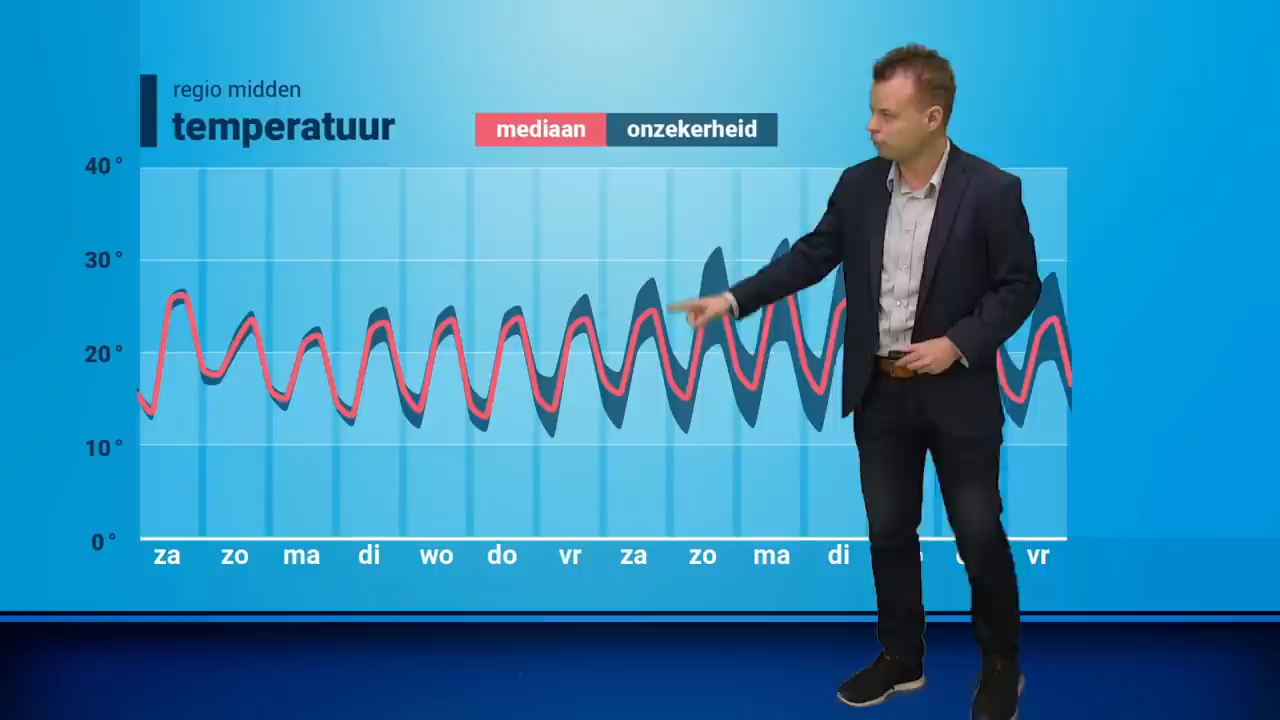 regio midden
temperatuur
mediaan onzekerheid
40°
30°
20°
10°
0°
za zo ma di wo do vr za zo ma di vr